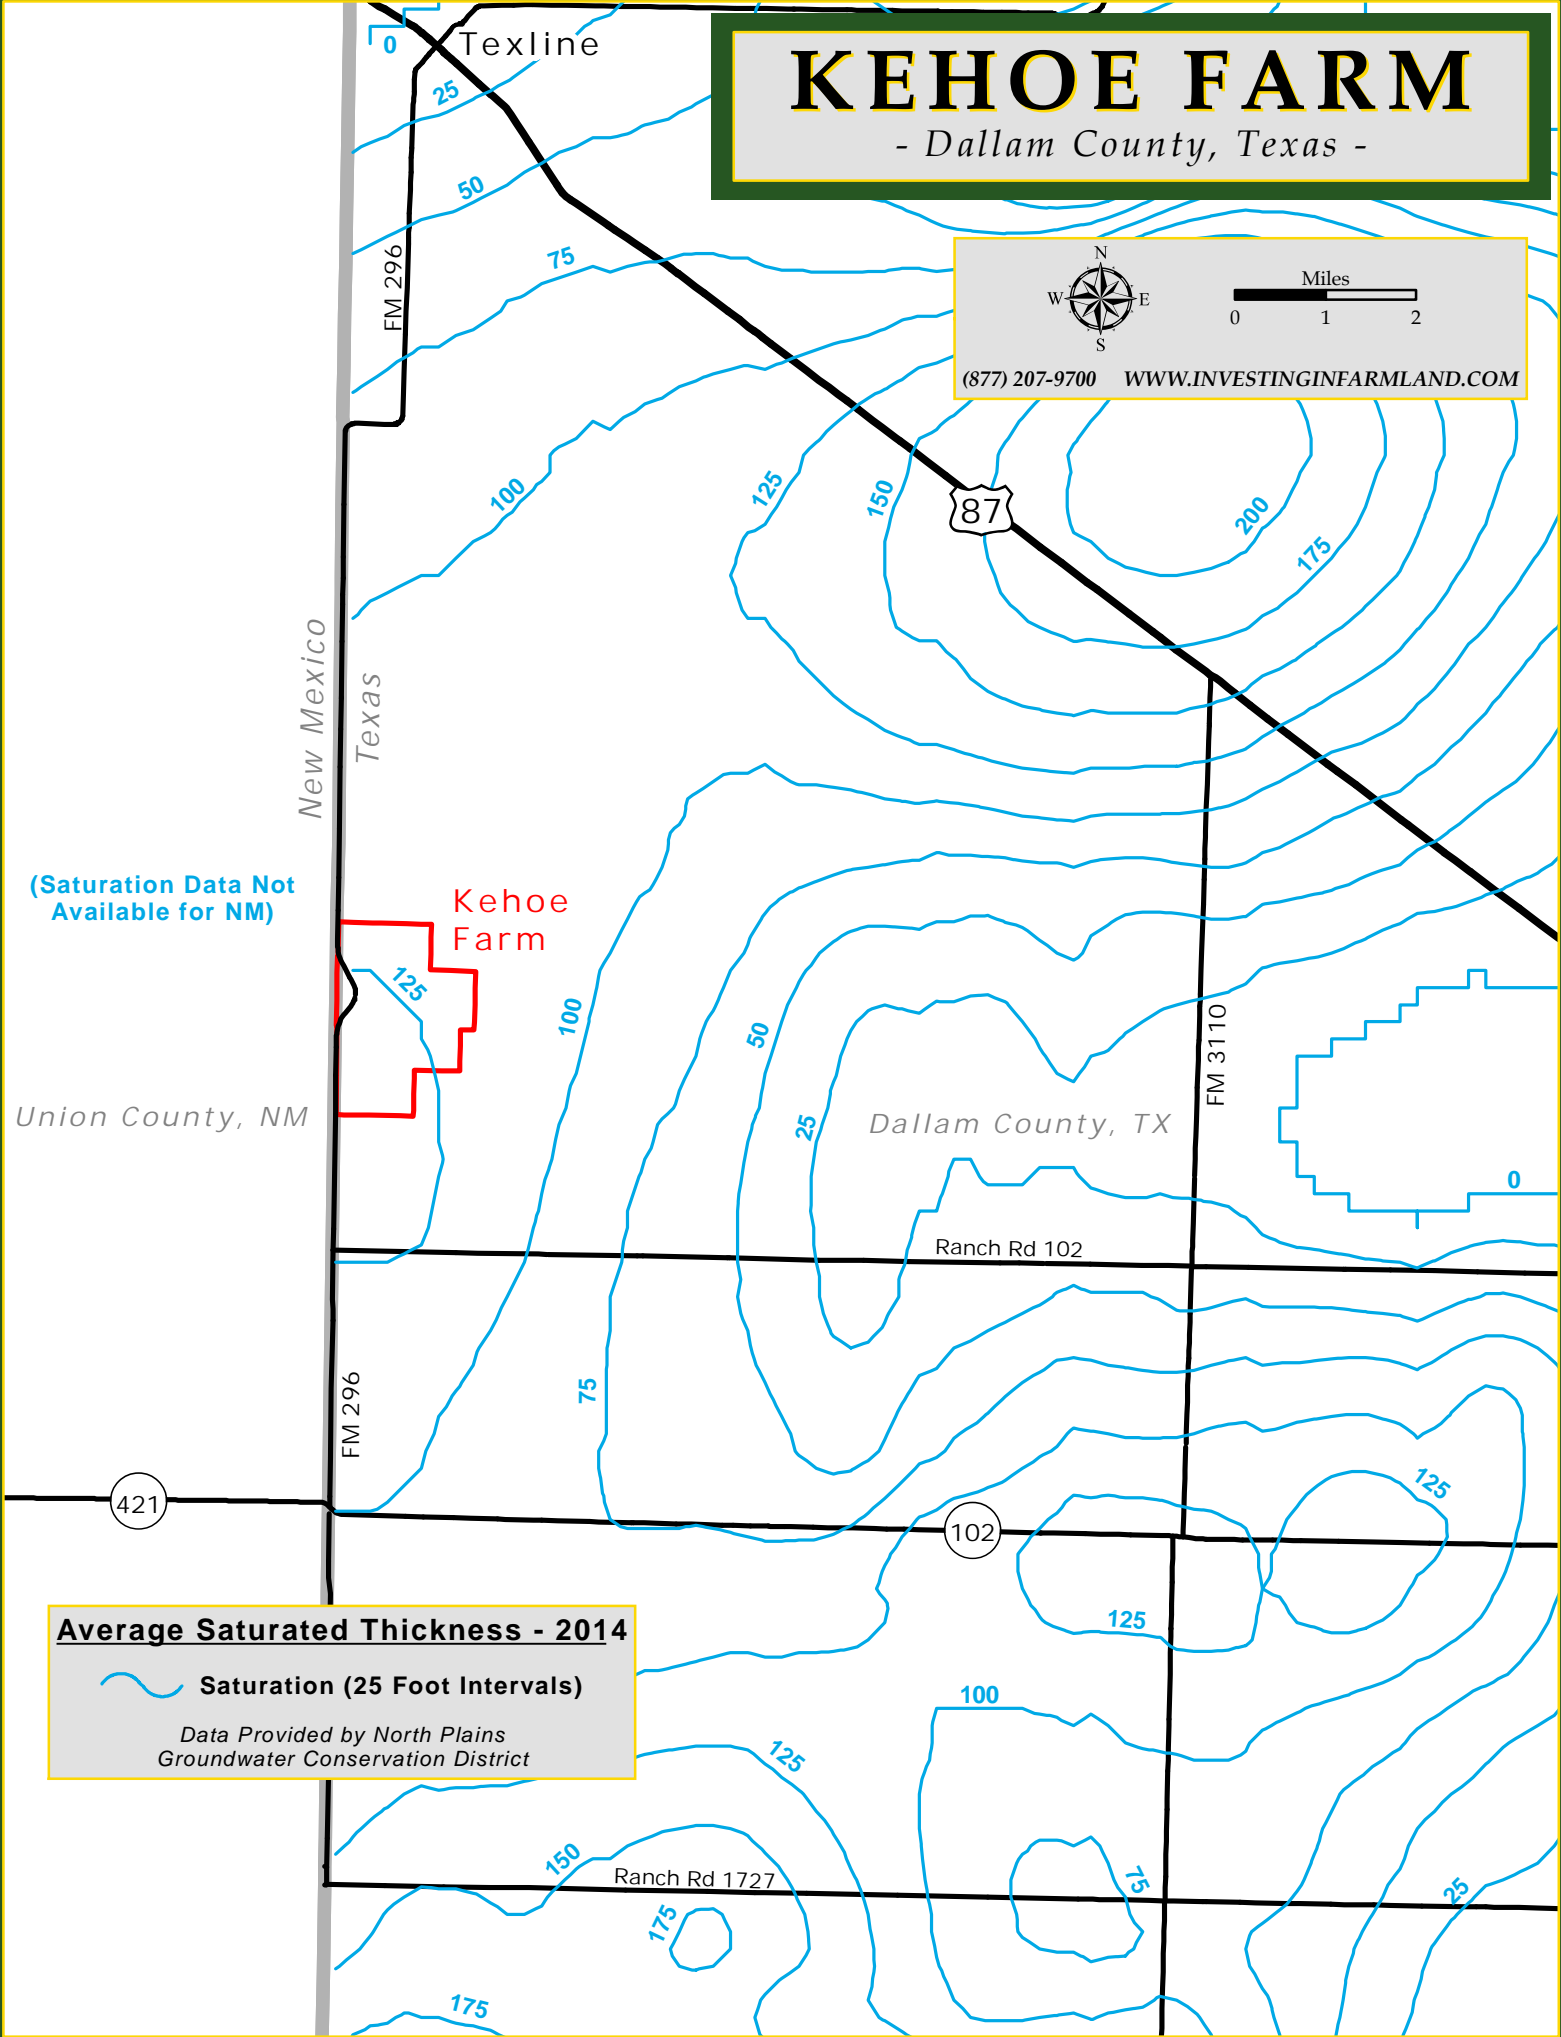 KEHOE FARM
- Dallam County, Texas -
Texline
0
25
50
75
FM 296
N
W
E
S
Miles
0
1
2
(877) 207-9700 WWW.INVESTINGINFARMLAND.COM
100
125
150
87
200
175
New Mexico
Texas
(Saturation Data Not
Available for NM)
Kehoe
Farm
125
100
50
25
75
FM 3110
Union County, NM
Dallam County, TX
0
Ranch Rd 102
FM 296
421
102
125
125
Average Saturated Thickness - 2014
Saturation (25 Foot Intervals)
Data Provided by North Plains
Groundwater Conservation District
100
125
150
Ranch Rd 1727
75
25
175
175